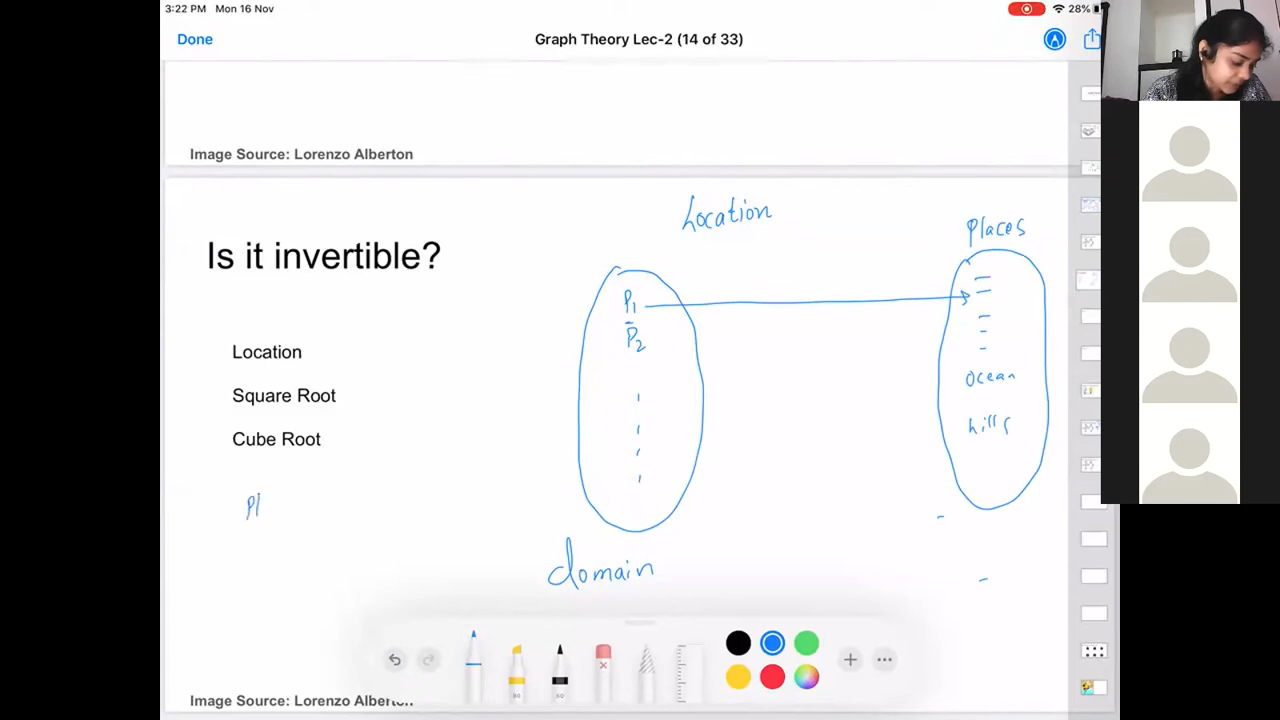 3:22 PM Mon 16 Nov
28%
Done
Graph Theory Lec-2 (14 of 33)
Image Source: Lorenzo Alberton
Location
Places
Is it invertible?
P1
P2
Location
Square Root
Cube Root
Ocean
hills
Pl
domain
Image Source: Lorenzo Alberton